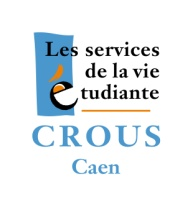 Les services
de la vie
étudiante
CROUS
Caen